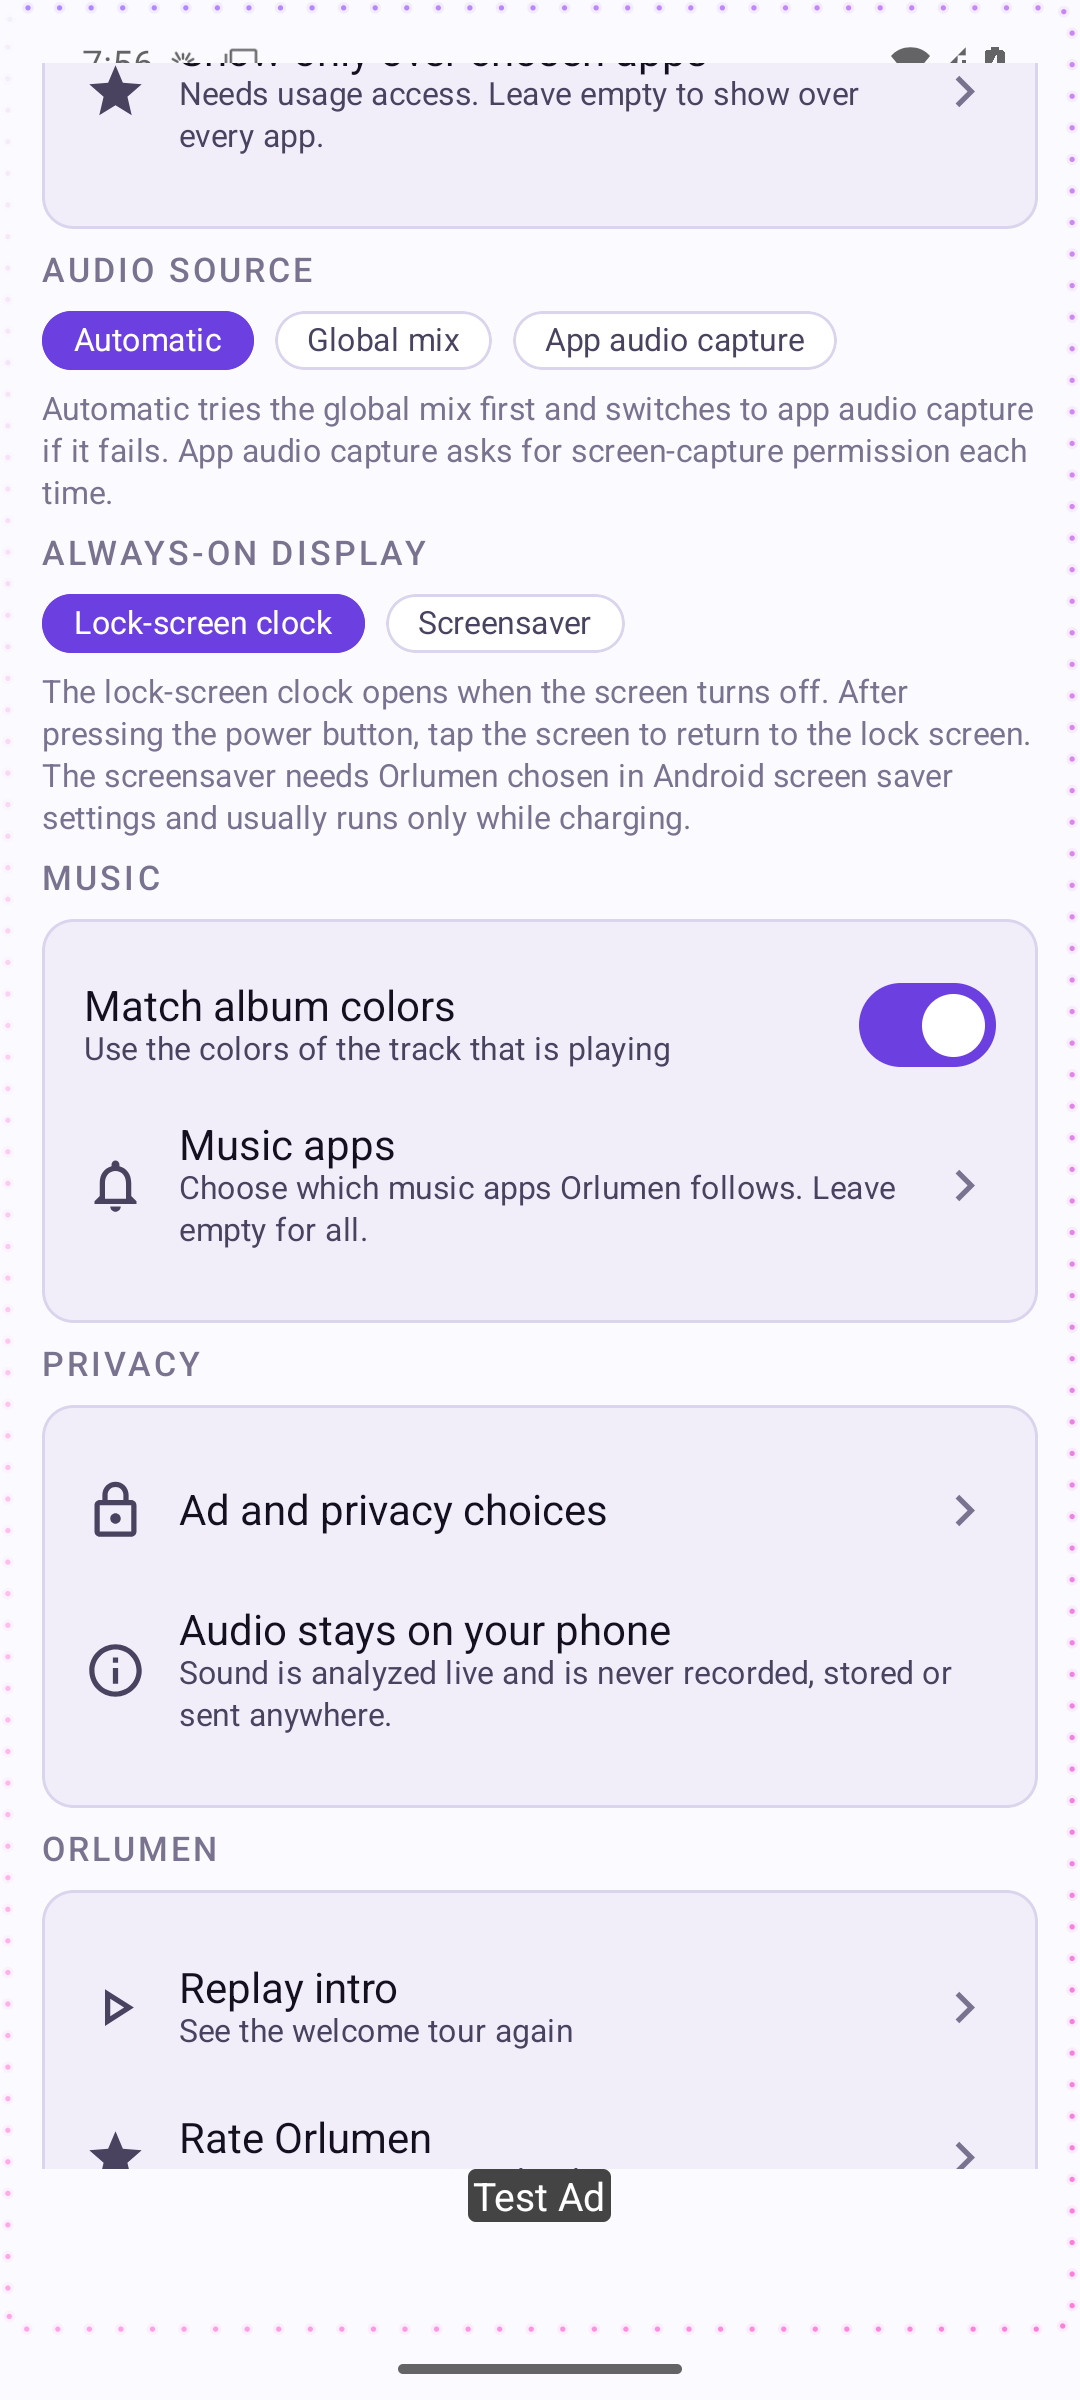 7:56
Show only over chosen apps
Needs usage access. Leave empty to show over
every app.
AUDIO SOURCE
Automatic
Global mix
App audio capture
Automatic tries the global mix first and switches to app audio capture
if it fails. App audio capture asks for screen-capture permission each
time.
ALWAYS-ON DISPLAY
Lock-screen clock
Screensaver
The lock-screen clock opens when the screen turns off. After
pressing the power button, tap the screen to return to the lock screen.
The screensaver needs Orlumen chosen in Android screen saver
settings and usually runs only while charging.
MUSIC
Match album colors
Use the colors of the track that is playing
Music apps
Choose which music apps Orlumen follows. Leave
empty for all.
PRIVACY
Ad and privacy choices
Audio stays on your phone
Sound is analyzed live and is never recorded, stored or
sent anywhere.
ORLUMEN
Replay intro
See the welcome tour again
Rate Orlumen
Test Ad